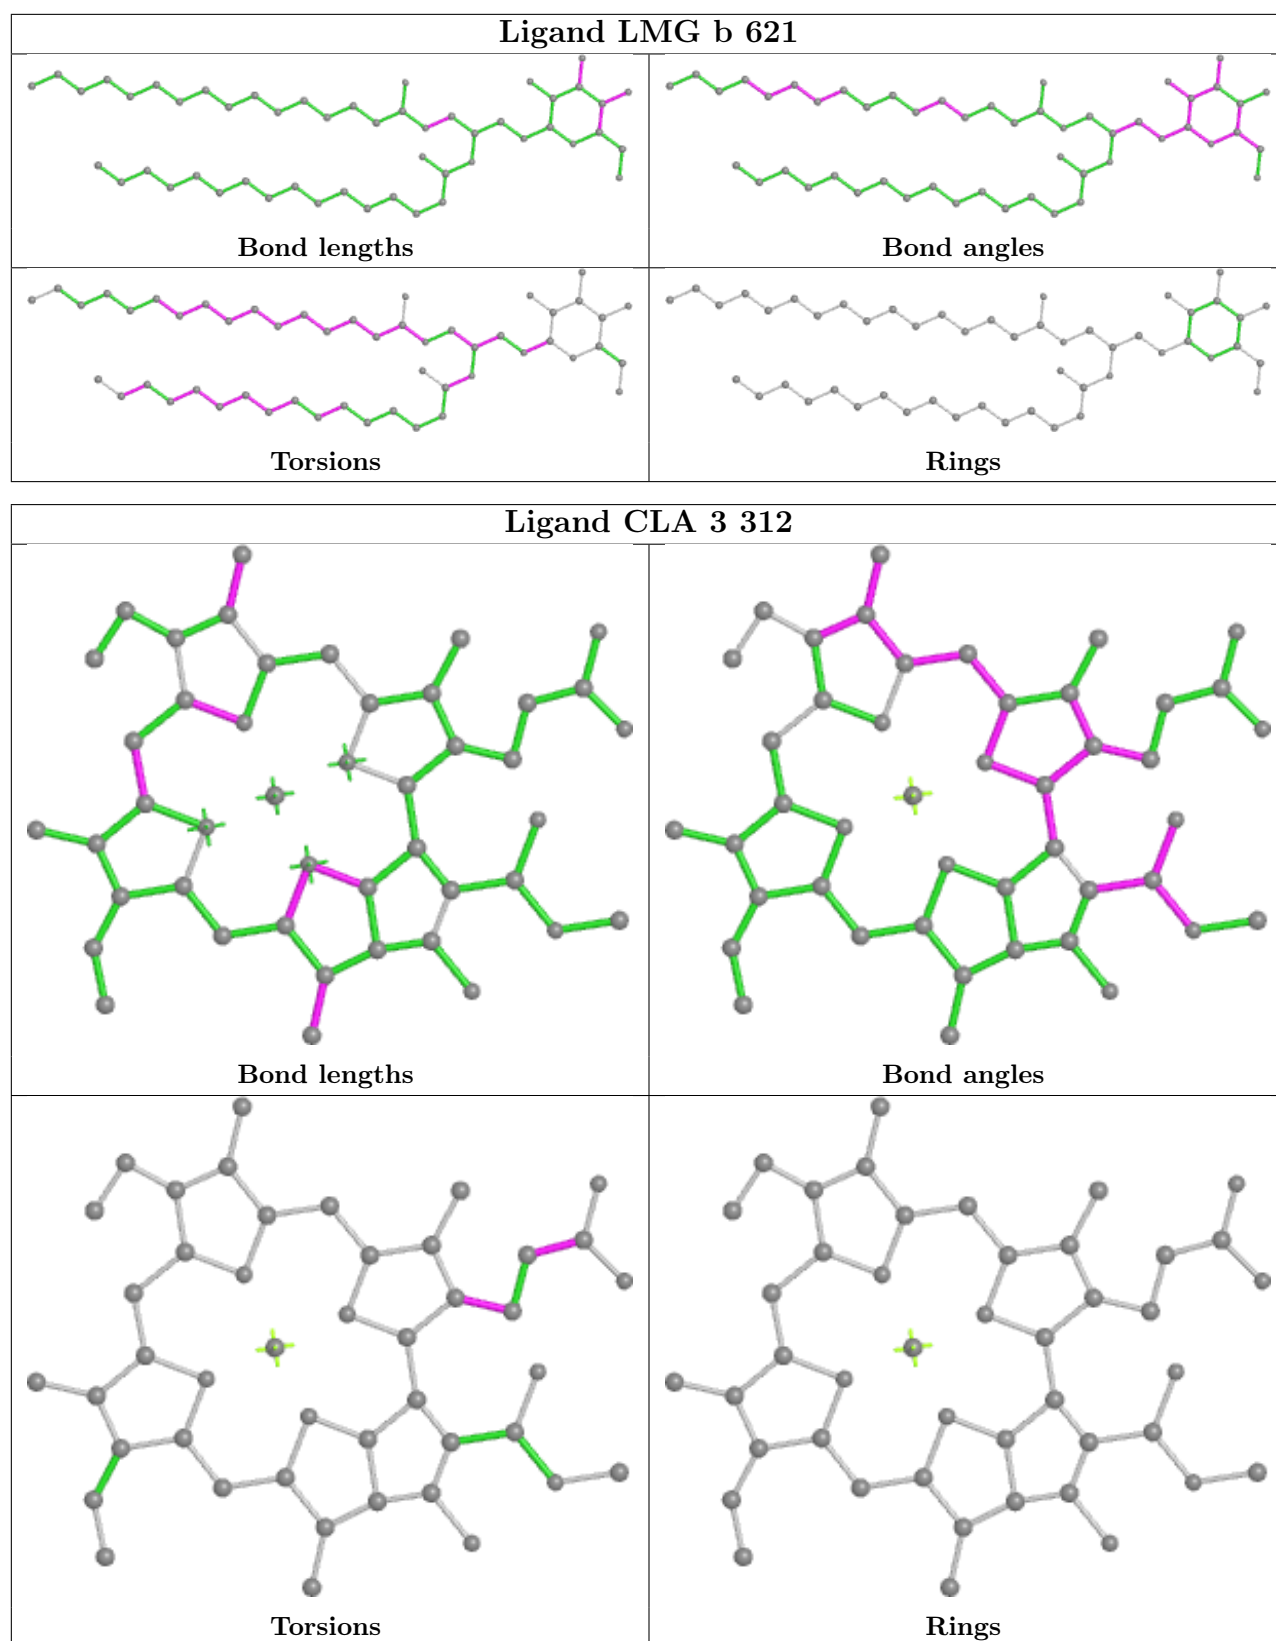 Ligand LMG b 621
Bond lengths
Bond angles
Torsions
Rings
Ligand CLA 3 312
Bond lengths
Bond angles
Torsions
Rings